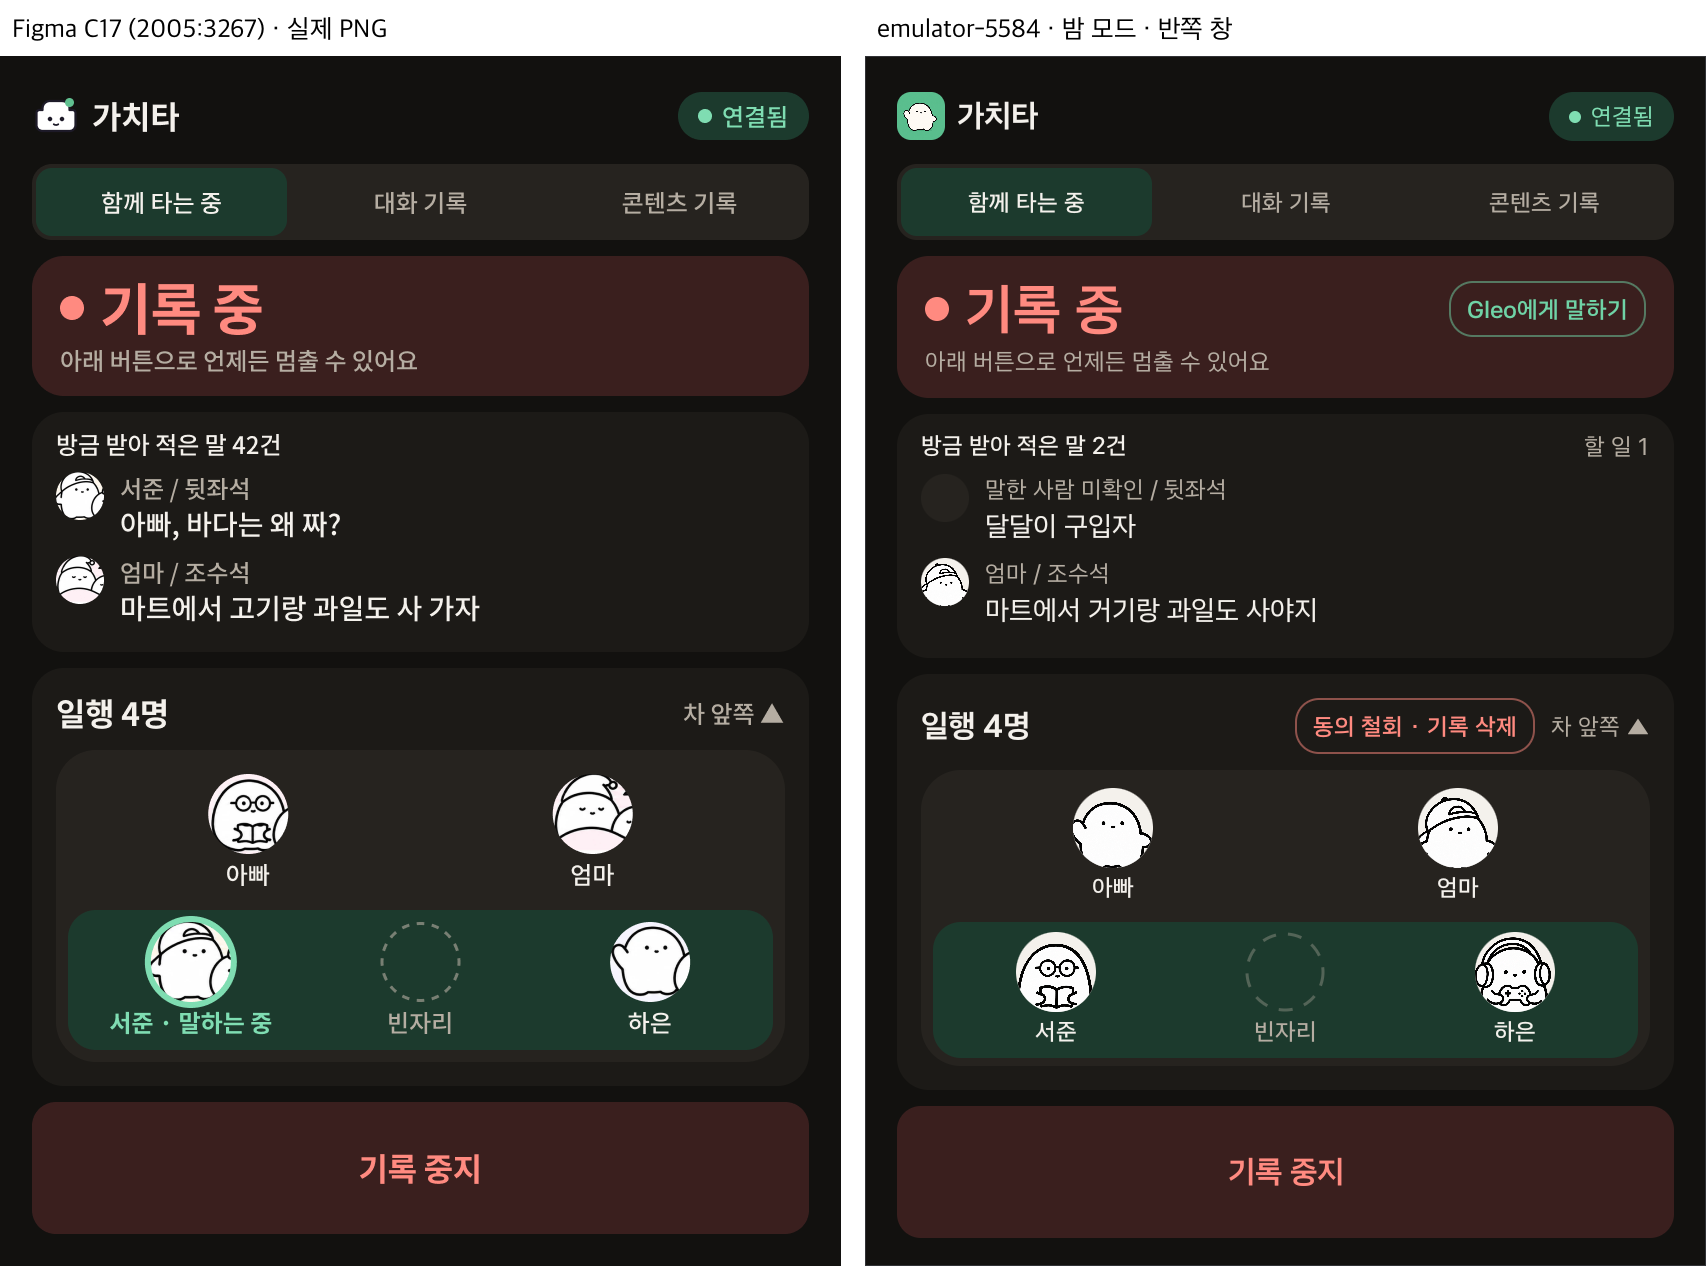 Figma C17 (2005:3267) · 실제 PNG
가치타
연결됨
함께 타는 중
대화 기록
콘텐츠 기록
기록 중
아래 버튼으로 언제든 멈출 수 있어요
방금 받아 적은 말 42건
서준 / 뒷좌석
아빠, 바다는 왜 짜?
엄마 / 조수석
마트에서 고기랑 과일도 사 가자
일행 4명
차 앞쪽 ▲
아빠
엄마
서준 · 말하는 중
빈자리
하은
기록 중지
emulator-5584 · 밤 모드 · 반쪽 창
가치타
연결됨
함께 타는 중
대화 기록
콘텐츠 기록
기록 중
Gleo에게 말하기
아래 버튼으로 언제든 멈출 수 있어요
방금 받아 적은 말 2건
할 일 1
말한 사람 미확인 / 뒷좌석
달달이 구입자
엄마 / 조수석
마트에서 거기랑 과일도 사야지
일행 4명
동의 철회 · 기록 삭제
차 앞쪽 ▲
아빠
엄마
서준
빈자리
하은
기록 중지